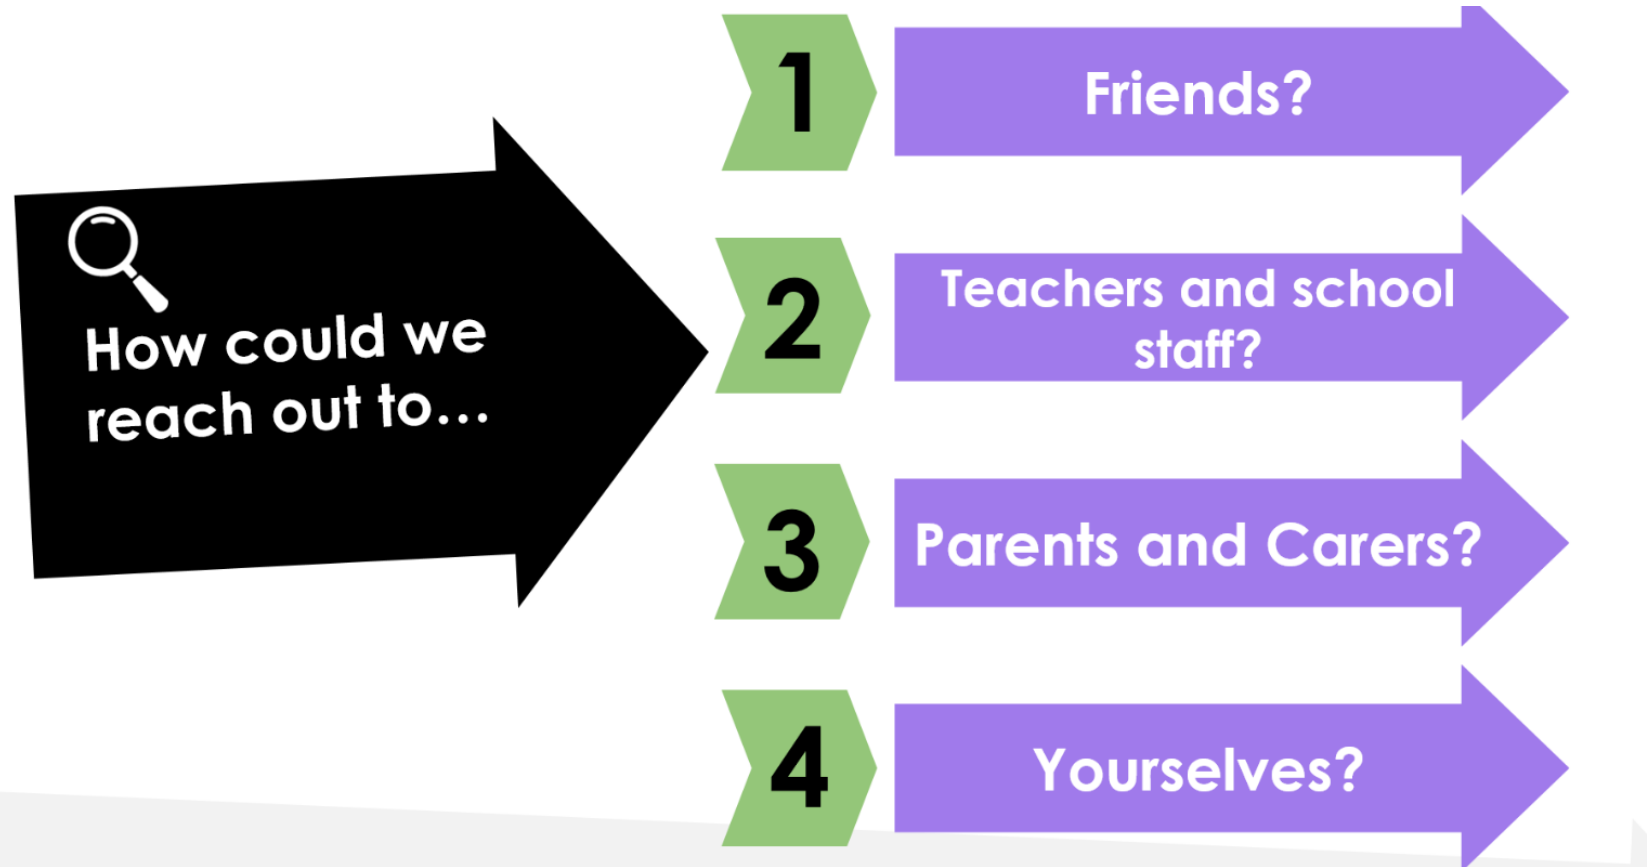 How could we
reach out to…
1
Friends?
2
Teachers and school
staff?
3
Parents and Carers?
4
Yourselves?